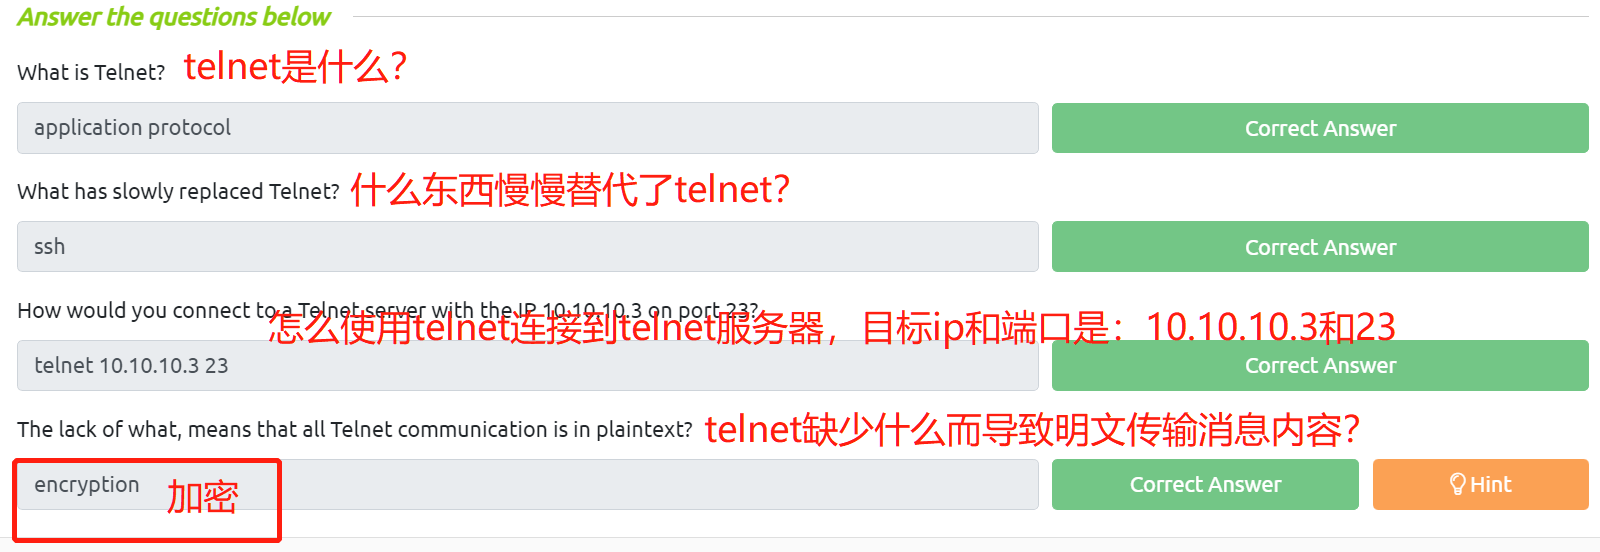 Answer the questions below
What is Telnet? telnet是什么？
application protocol Correct Answer
What has slowly replaced Telnet? 什么东西慢慢替代了telnet？
ssh Correct Answer
How would you connect to a Telnet server with the IP 10.10.10.3 on port 23?
怎么使用telnet连接到telnet服务器，目标ip和端口是：10.10.10.3和23
telnet 10.10.10.3 23 Correct Answer
The lack of what, means that all Telnet communication is in plaintext? telnet缺少什么而导致明文传输消息内容？
encryption 加密 Correct Answer Hint